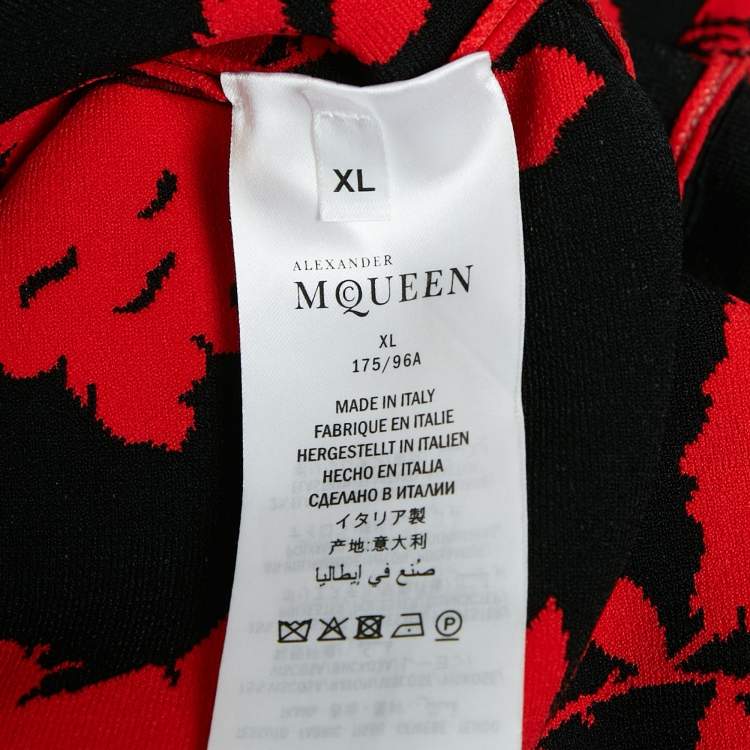 XL
ALEXANDER
McQUEEN
XL
175/96A
MADE IN ITALY
FABRIQUE EN ITALIE
HERGESTELLT IN ITALIEN
HECHO EN ITALIA
СДЕЛАНО В ИТАЛИИ
イタリア製
产地:意大利
صُنع في إيطاليا
P